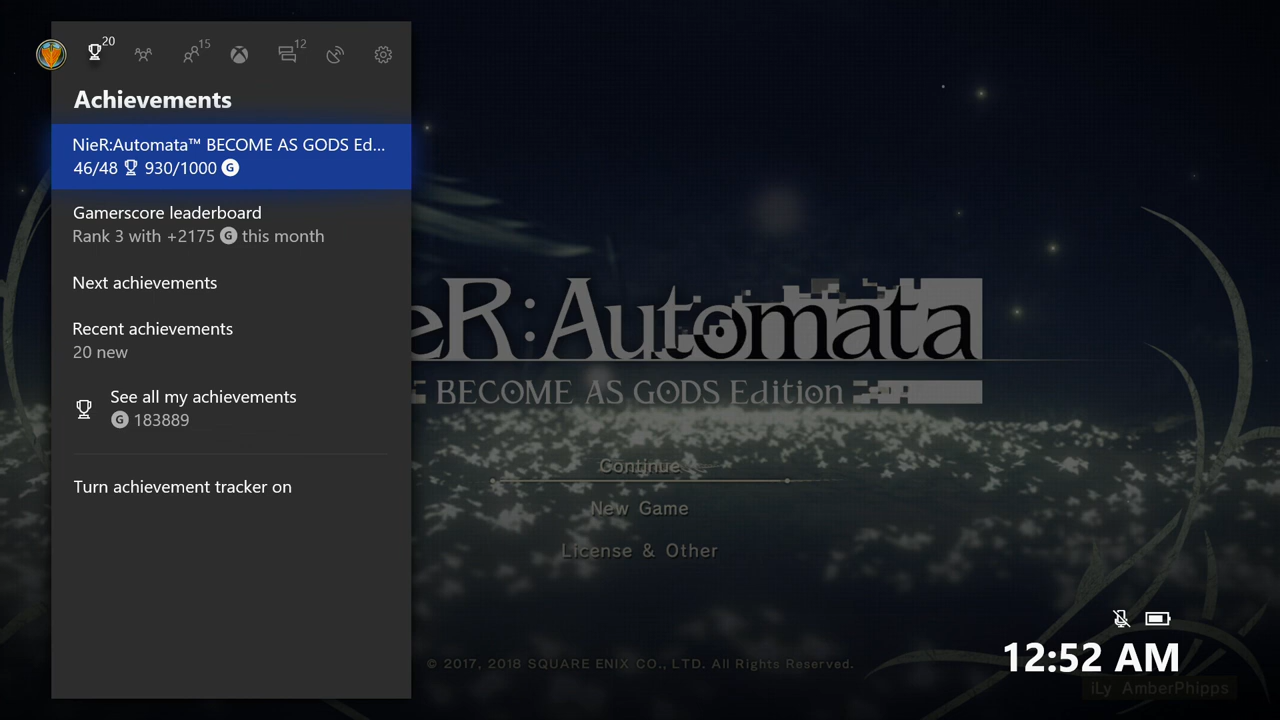 20
15
12
Achievements
NieR:Automata™ BECOME AS GODS Ed...
46/48 930/1000 G
Gamerscore leaderboard
Rank 3 with +2175 G this month
Next achievements
Recent achievements
20 new
See all my achievements
G 183889
Turn achievement tracker on
eR:Automata
BECOME AS GODS Edition
Continue
New Game
License & Other
© 2017, 2018 SQUARE ENIX CO., LTD. All Rights Reserved.
12:52 AM
iLy AmberPhipps